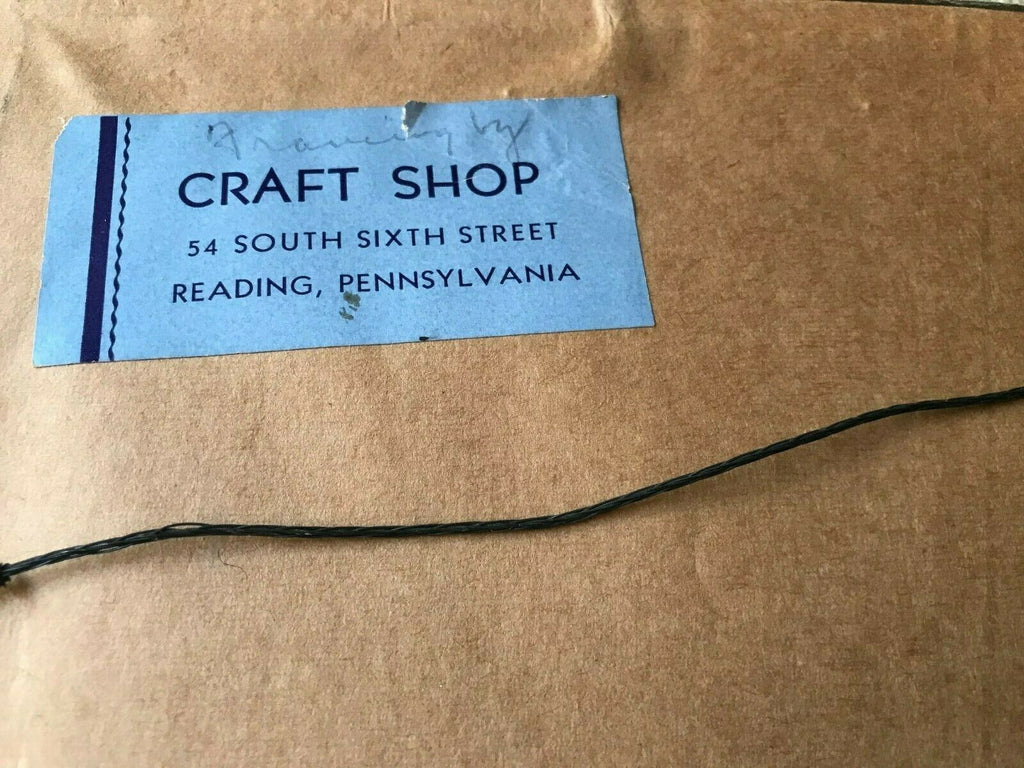 Framing by
CRAFT SHOP
54 SOUTH SIXTH STREET
READING, PENNSYLVANIA